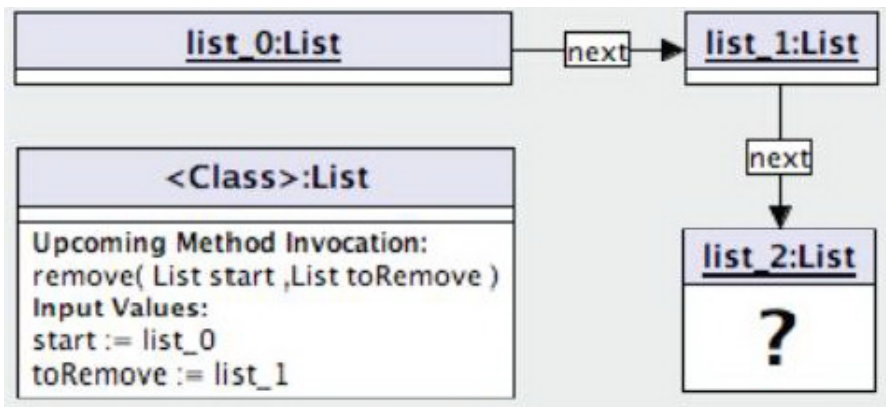 list_0:List
next
list_1:List
next
<Class>:List
Upcoming Method Invocation:
remove( List start ,List toRemove )
Input Values:
start := list_0
toRemove := list_1
list_2:List
?